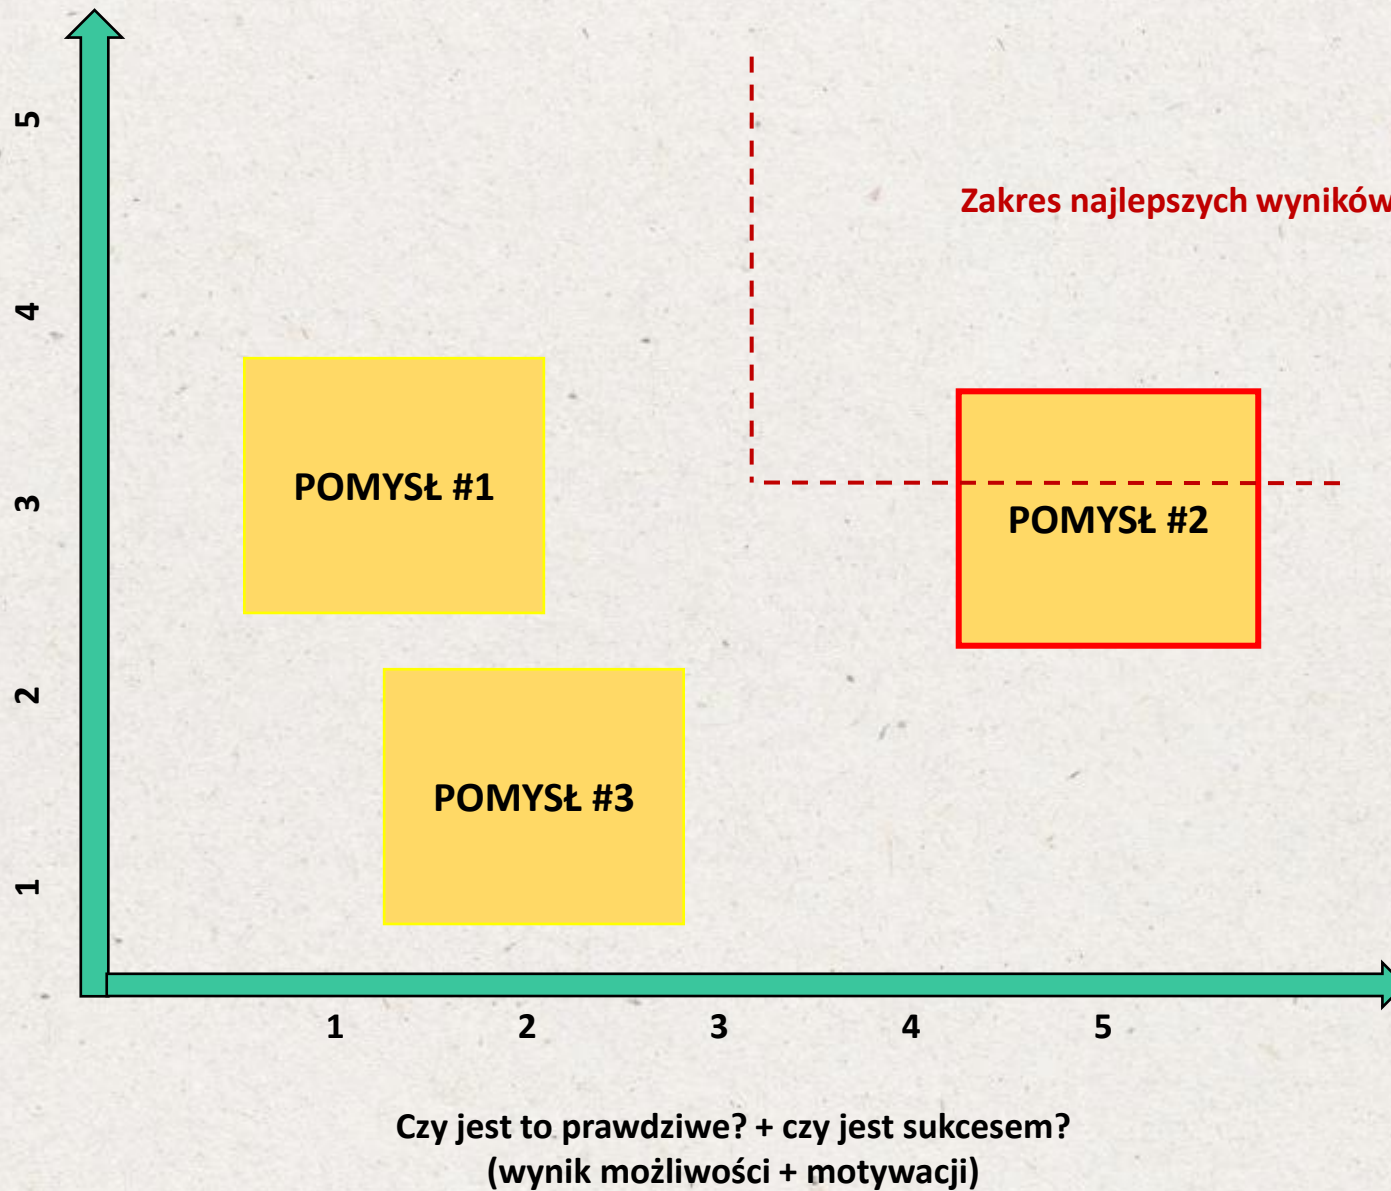 5
Zakres najlepszych wyników
4
POMYSŁ #1
3
POMYSŁ #2
2
POMYSŁ #3
1
1 2 3 4 5
Czy jest to prawdziwe? + czy jest sukcesem?
(wynik możliwości + motywacji)